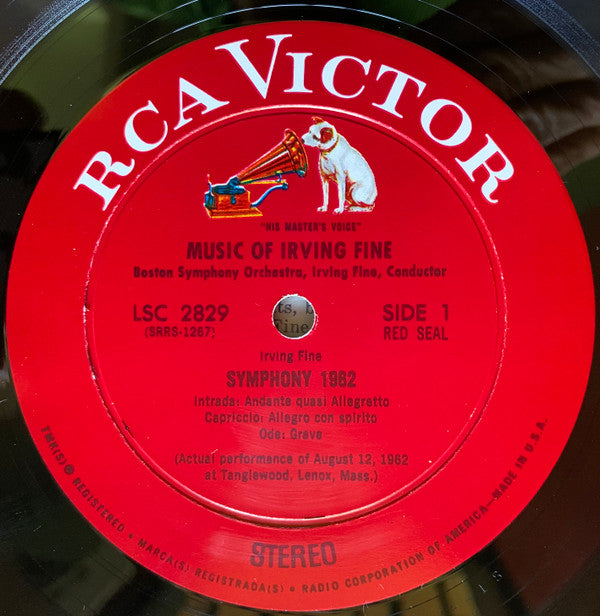 RCA VICTOR
"HIS MASTER'S VOICE"
MUSIC OF IRVING FINE
Boston Symphony Orchestra, Irving Fine, Conductor
LSC 2829
(SRRS-1267)
SIDE 1
RED SEAL
Irving Fine
SYMPHONY 1962
Intrada: Andante quasi Allegretto
Capriccio: Allegro con spirito
Ode: Grave
(Actual performance of August 12, 1962
at Tanglewood, Lenox, Mass.)
STEREO
TMK(S) ® REGISTERED • MARCA(S) REGISTRADA(S) • RADIO CORPORATION OF AMERICA—MADE IN U.S.A.